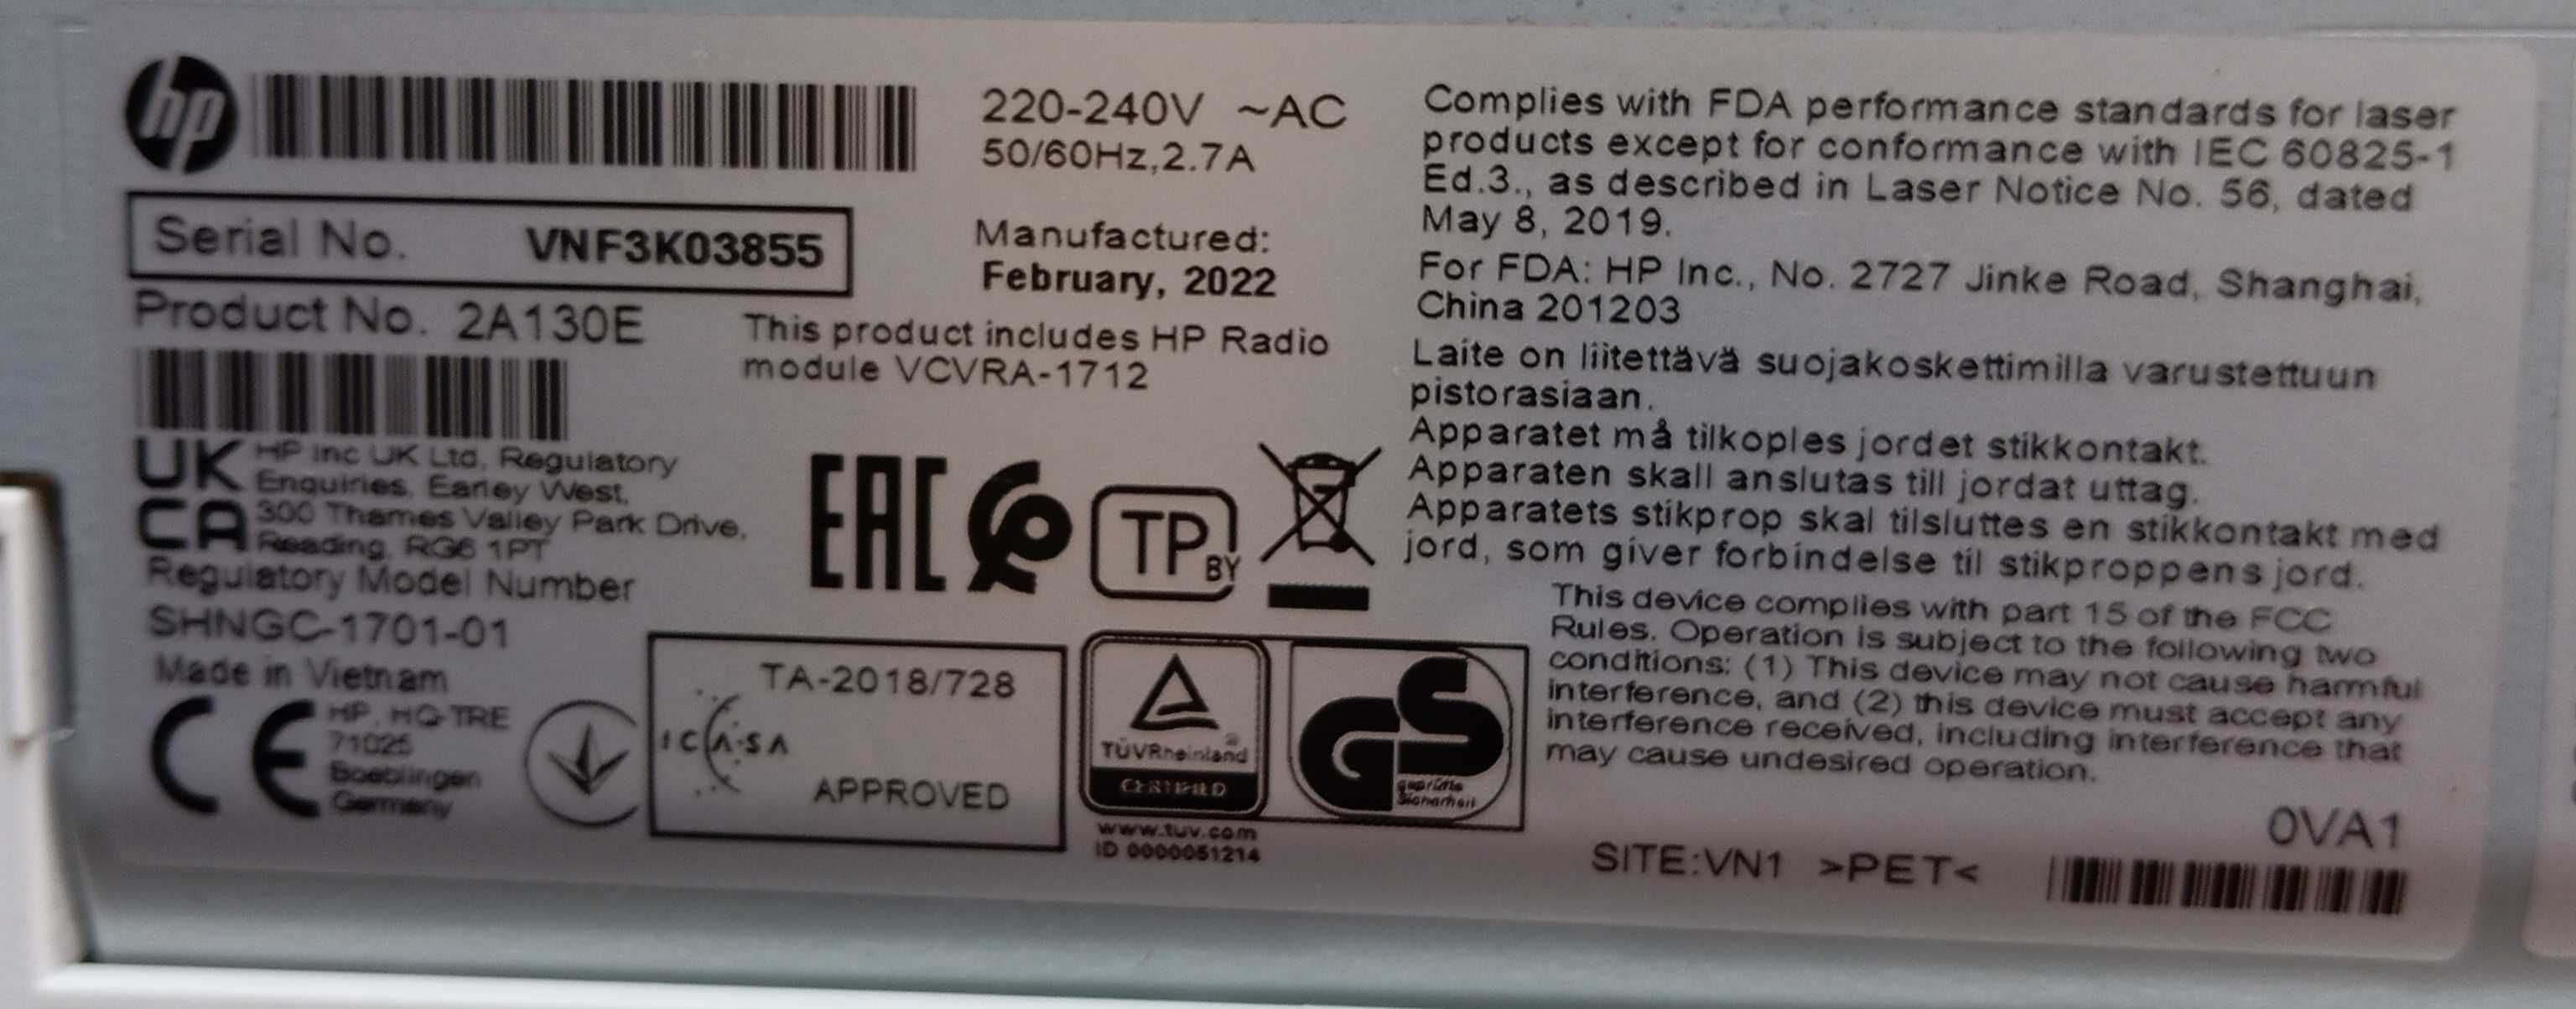 hp
220-240V ~AC
50/60Hz,2.7A
Serial No. VNF3K03855
Manufactured:
February, 2022
Product No. 2A130E
This product includes HP Radio
module VCVRA-1712
UK
CA
HP Inc UK Ltd, Regulatory
Enquiries, Earley West,
300 Thames Valley Park Drive,
Reading, RG6 1PT
Regulatory Model Number
SHNGC-1701-01
Made in Vietnam
CE
HP, HQ-TRE
71025
Boeblingen
Germany
EAC
TP
BY
TA-2018/728
ICASA
APPROVED
TÜVRheinland
®
CERTIFIED
www.tuv.com
ID 0000051214
GS
geprüfte
Sicherheit
Complies with FDA performance standards for laser
products except for conformance with IEC 60825-1
Ed.3., as described in Laser Notice No. 56, dated
May 8, 2019.
For FDA: HP Inc., No. 2727 Jinke Road, Shanghai,
China 201203
Laite on liitettävä suojakoskettimilla varustettuun
pistorasiaan.
Apparatet må tilkoples jordet stikkontakt.
Apparaten skall anslutas till jordat uttag.
Apparatets stikprop skal tilsluttes en stikkontakt med
jord, som giver forbindelse til stikproppens jord.
This device complies with part 15 of the FCC
Rules. Operation is subject to the following two
conditions: (1) This device may not cause harmful
interference, and (2) this device must accept any
interference received, including interference that
may cause undesired operation.
0VA1
SITE:VN1 >PET<